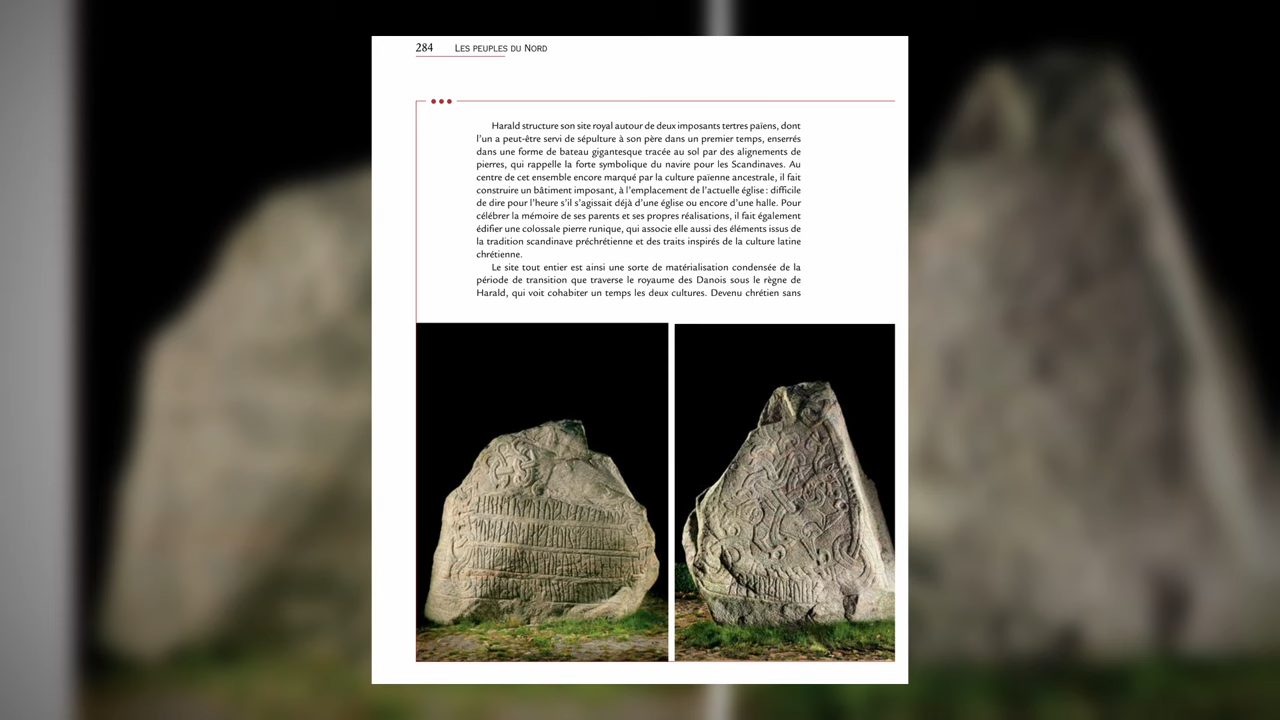 284 Les peuples du Nord
Harald structure son site royal autour de deux imposants tertres païens, dont
l'un a peut-être servi de sépulture à son père dans un premier temps, enserrés
dans une forme de bateau gigantesque tracée au sol par des alignements de
pierres, qui rappelle la forte symbolique du navire pour les Scandinaves. Au
centre de cet ensemble encore marqué par la culture païenne ancestrale, il fait
construire un bâtiment imposant, à l'emplacement de l'actuelle église : difficile
de dire pour l'heure s'il s'agissait déjà d'une église ou encore d'une halle. Pour
célébrer la mémoire de ses parents et ses propres réalisations, il fait également
édifier une colossale pierre runique, qui associe elle aussi des éléments issus de
la tradition scandinave préchrétienne et des traits inspirés de la culture latine
chrétienne.
Le site tout entier est ainsi une sorte de matérialisation condensée de la
période de transition que traverse le royaume des Danois sous le règne de
Harald, qui voit cohabiter un temps les deux cultures. Devenu chrétien sans